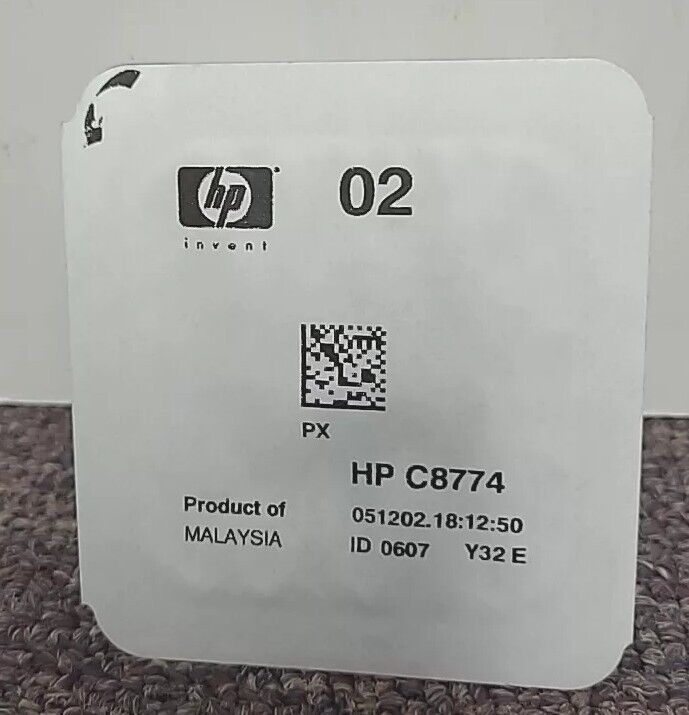 hp 02
invent
PX
HP C8774
Product of 051202.18:12:50
MALAYSIA ID 0607 Y32 E